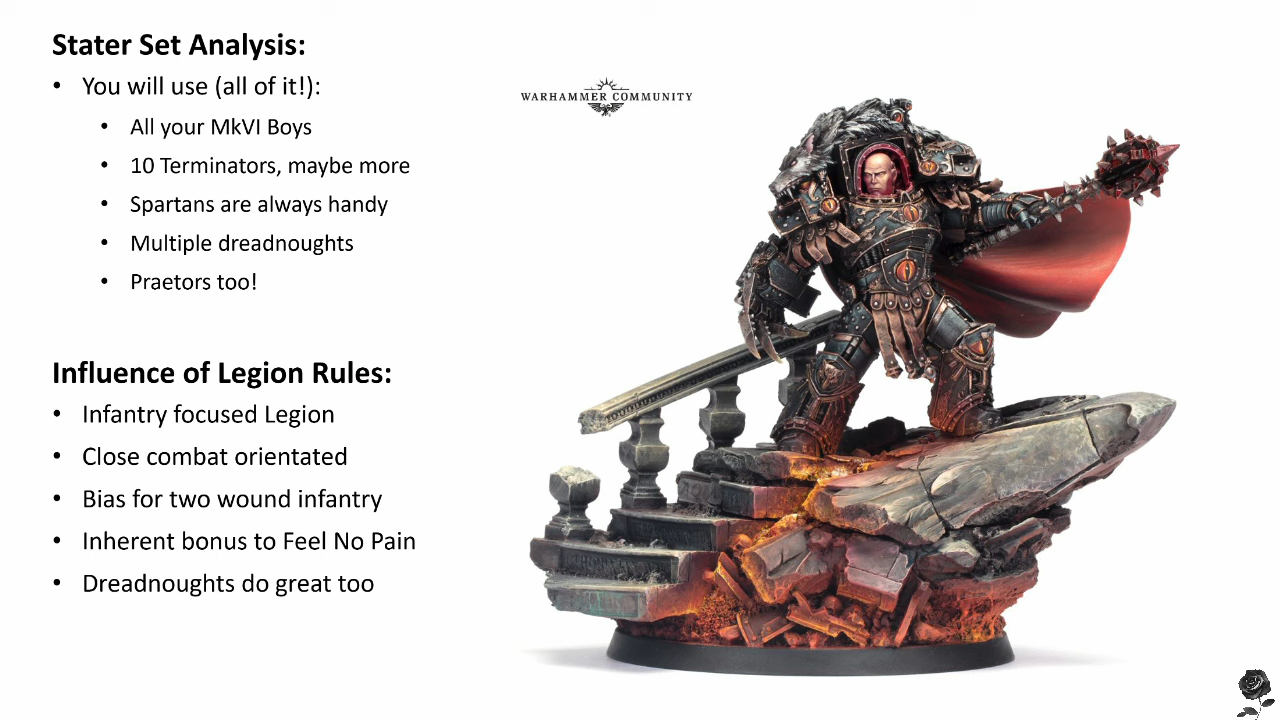 Stater Set Analysis:
• You will use (all of it!):
• All your MkVI Boys
• 10 Terminators, maybe more
• Spartans are always handy
• Multiple dreadnoughts
• Praetors too!
WARHAMMER COMMUNITY
Influence of Legion Rules:
• Infantry focused Legion
• Close combat orientated
• Bias for two wound infantry
• Inherent bonus to Feel No Pain
• Dreadnoughts do great too